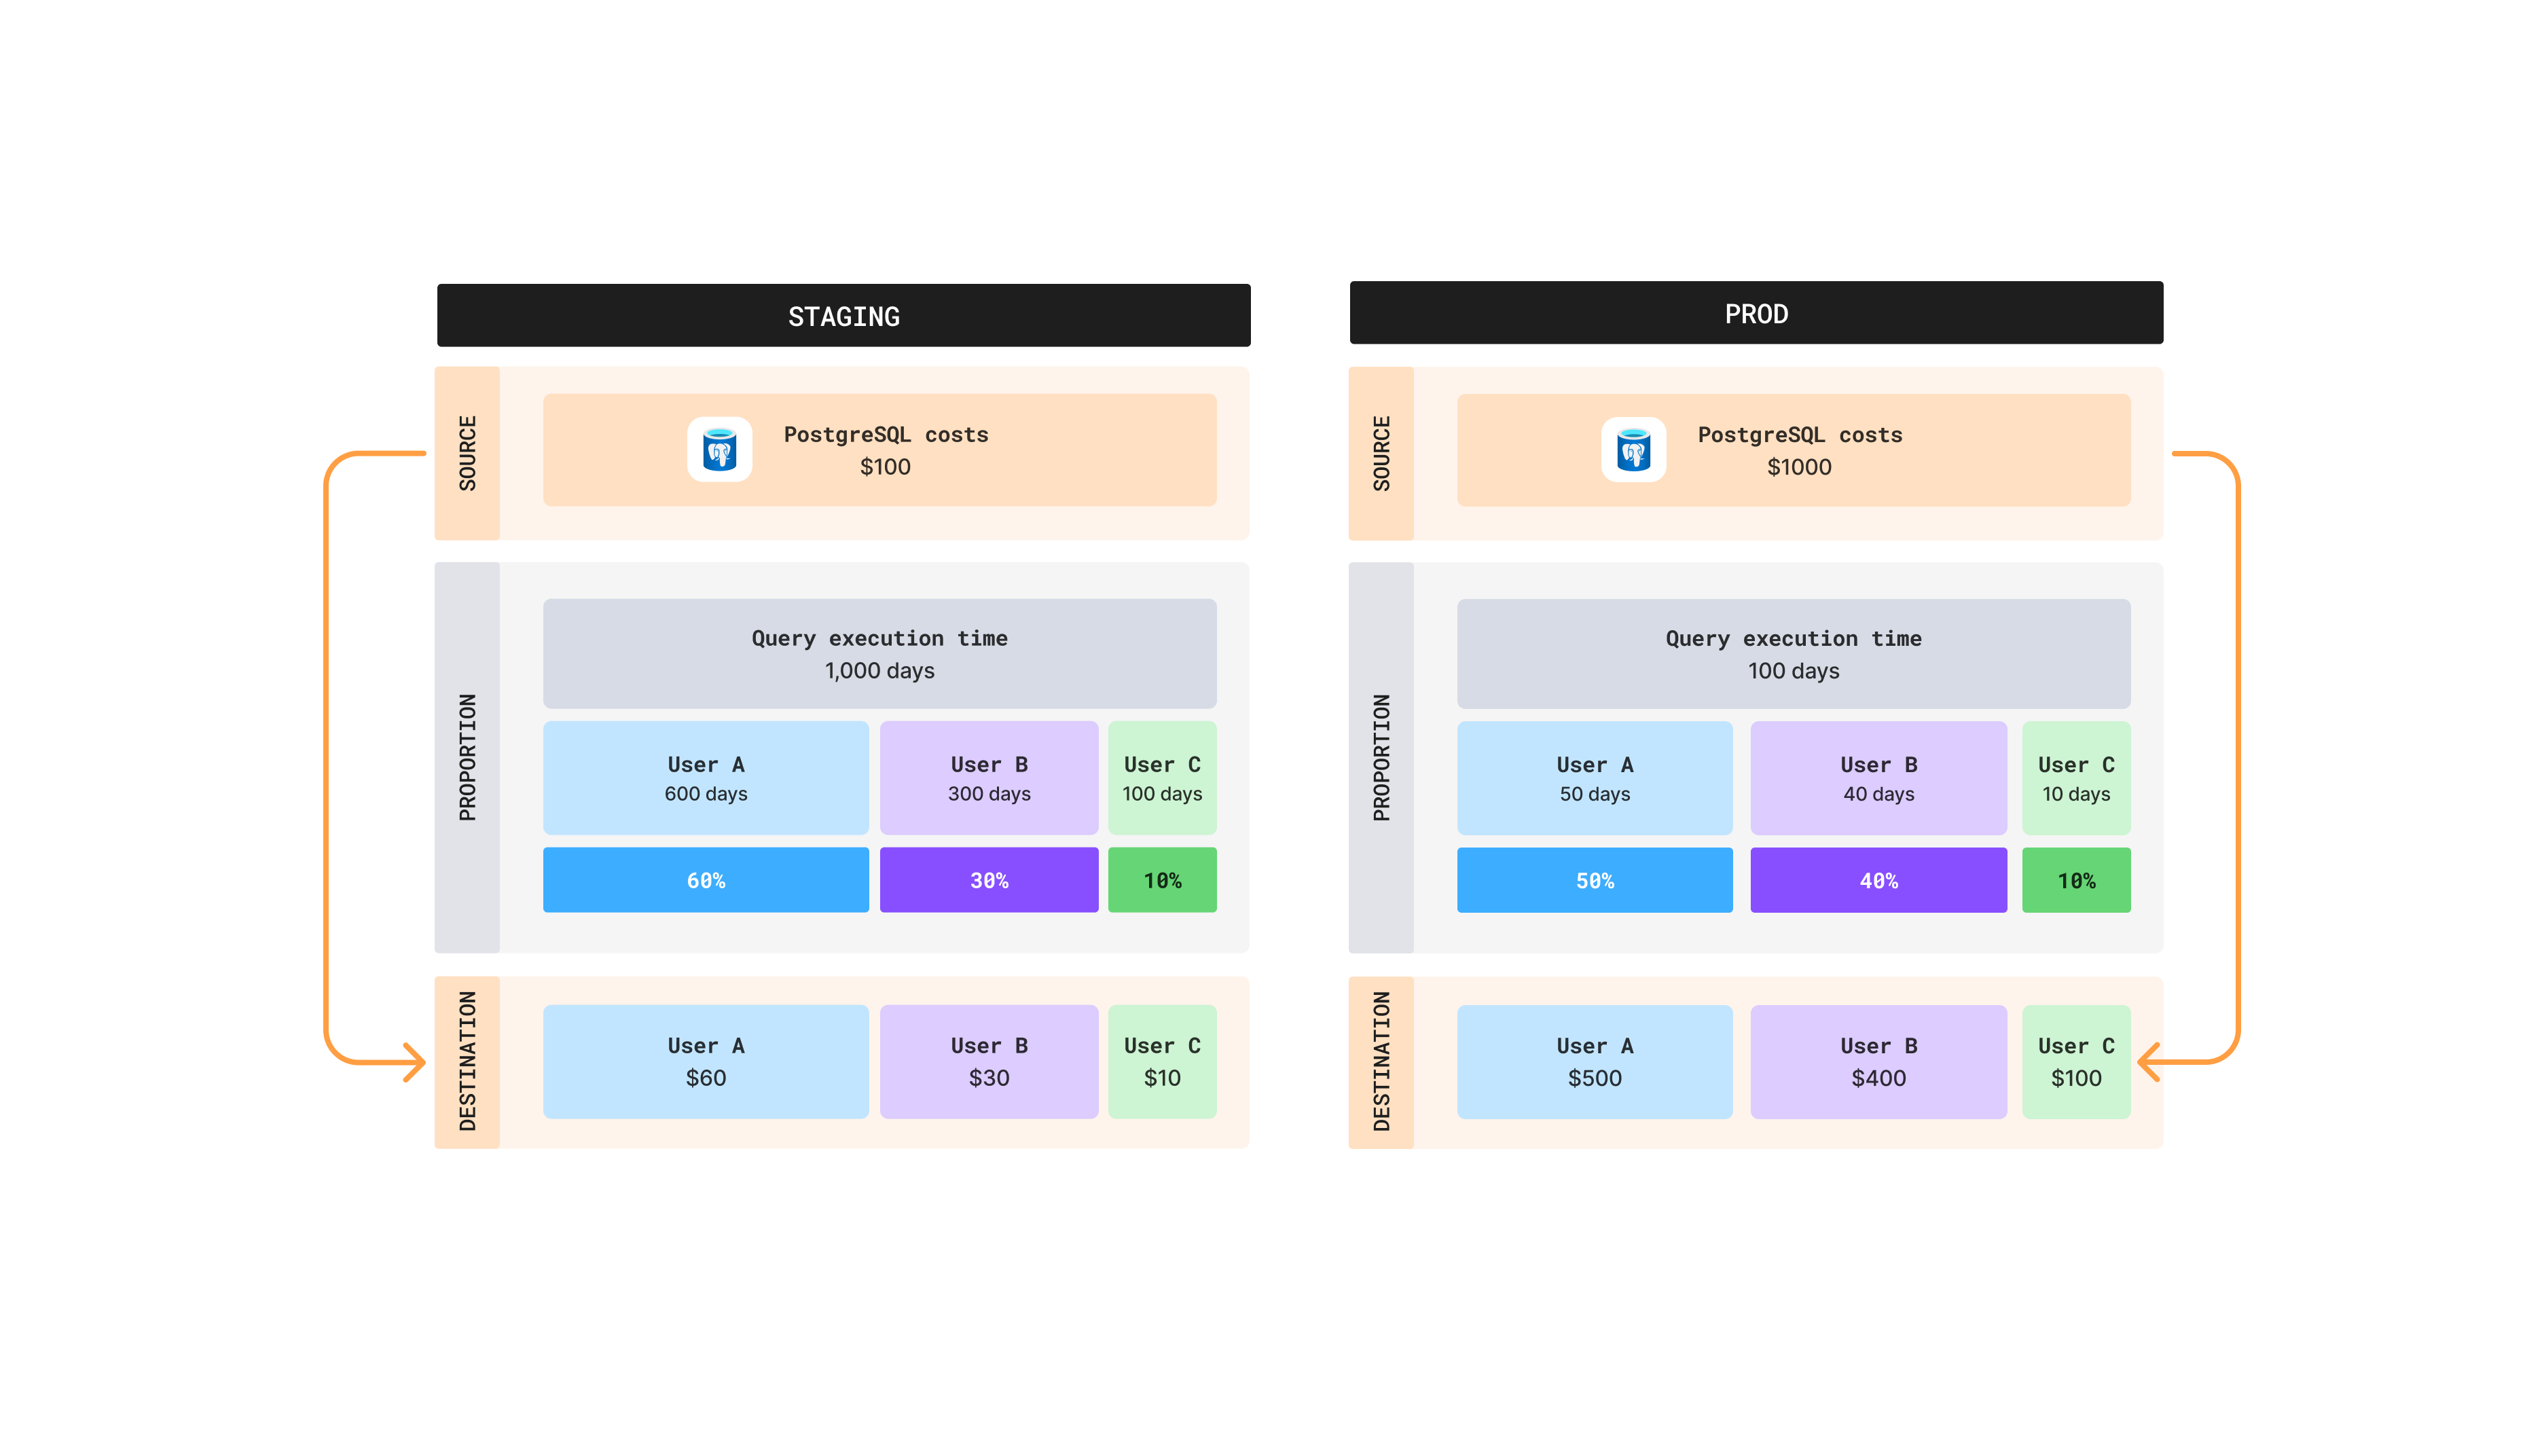 STAGING
SOURCE
PostgreSQL costs
$100
PROPORTION
Query execution time
1,000 days
User A
600 days
User B
300 days
User C
100 days
60%
30%
10%
DESTINATION
User A
$60
User B
$30
User C
$10
PROD
SOURCE
PostgreSQL costs
$1000
PROPORTION
Query execution time
100 days
User A
50 days
User B
40 days
User C
10 days
50%
40%
10%
DESTINATION
User A
$500
User B
$400
User C
$100